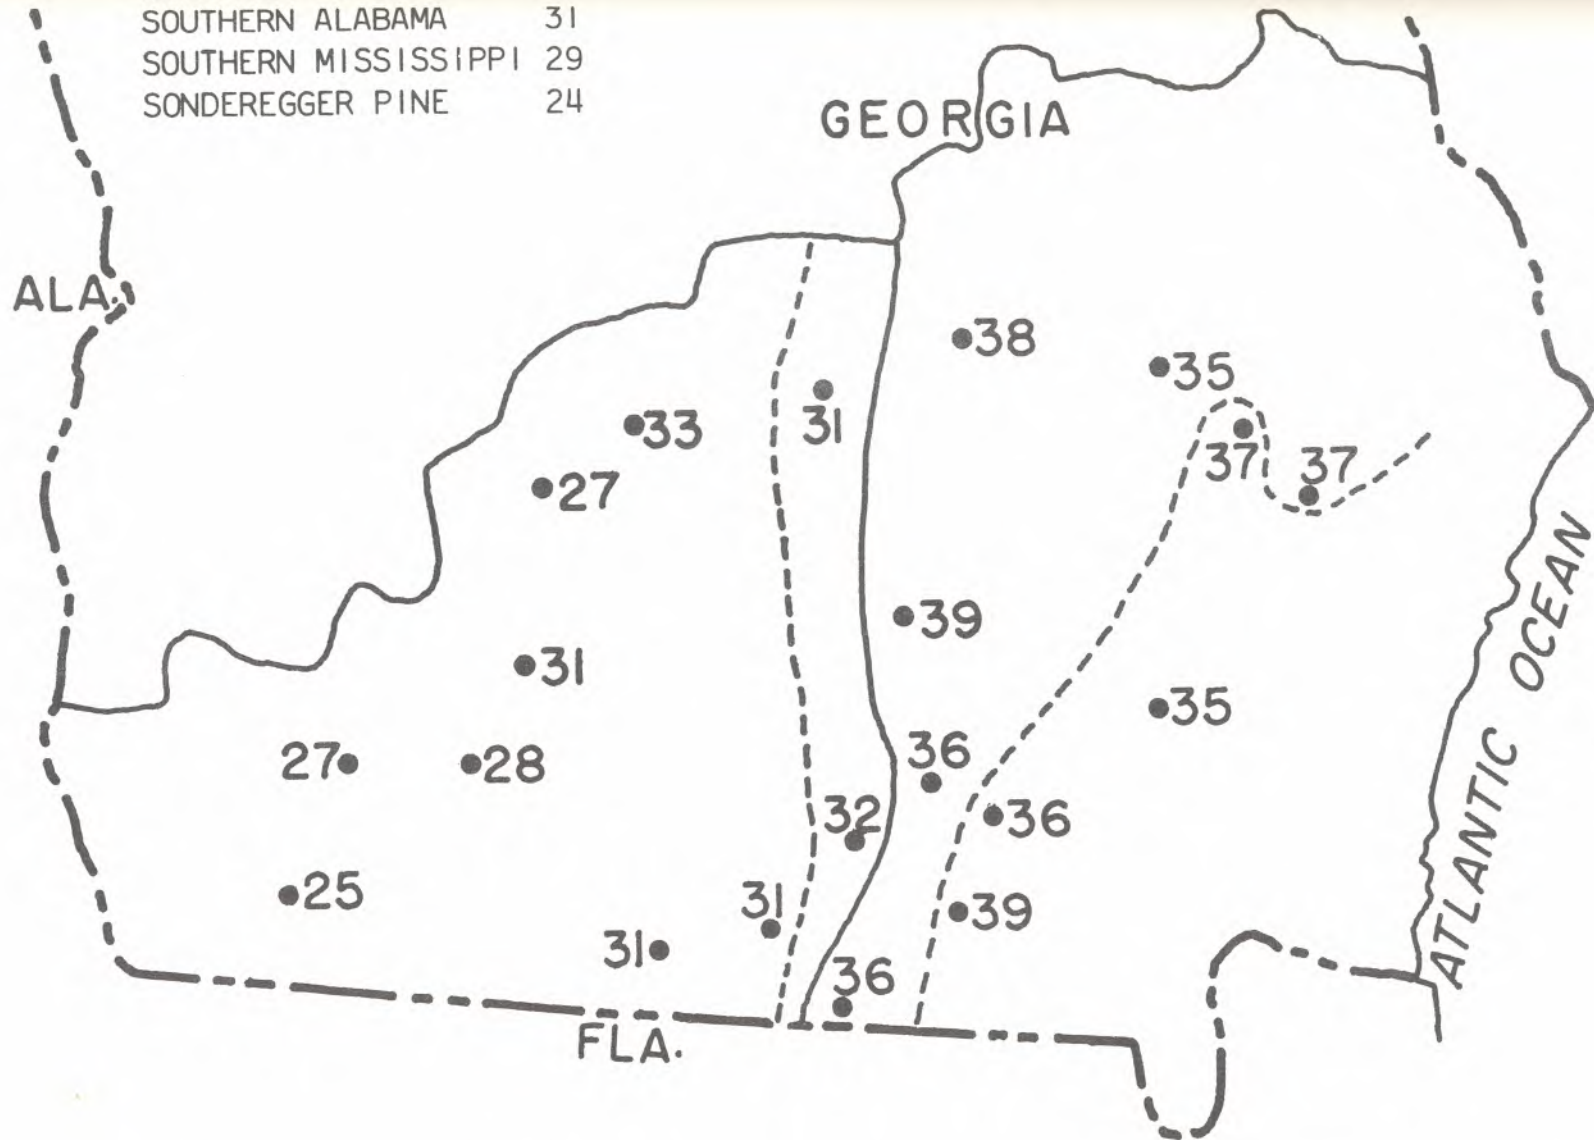 SOUTHERN ALABAMA 31
SOUTHERN MISSISSIPPI 29
SONDEREGGER PINE 24
GEORGIA
ALA.
38
35
31
33
37
37
27
39
31
35
27
28
36
36
32
25
39
31
31
36
FLA.
ATLANTIC OCEAN